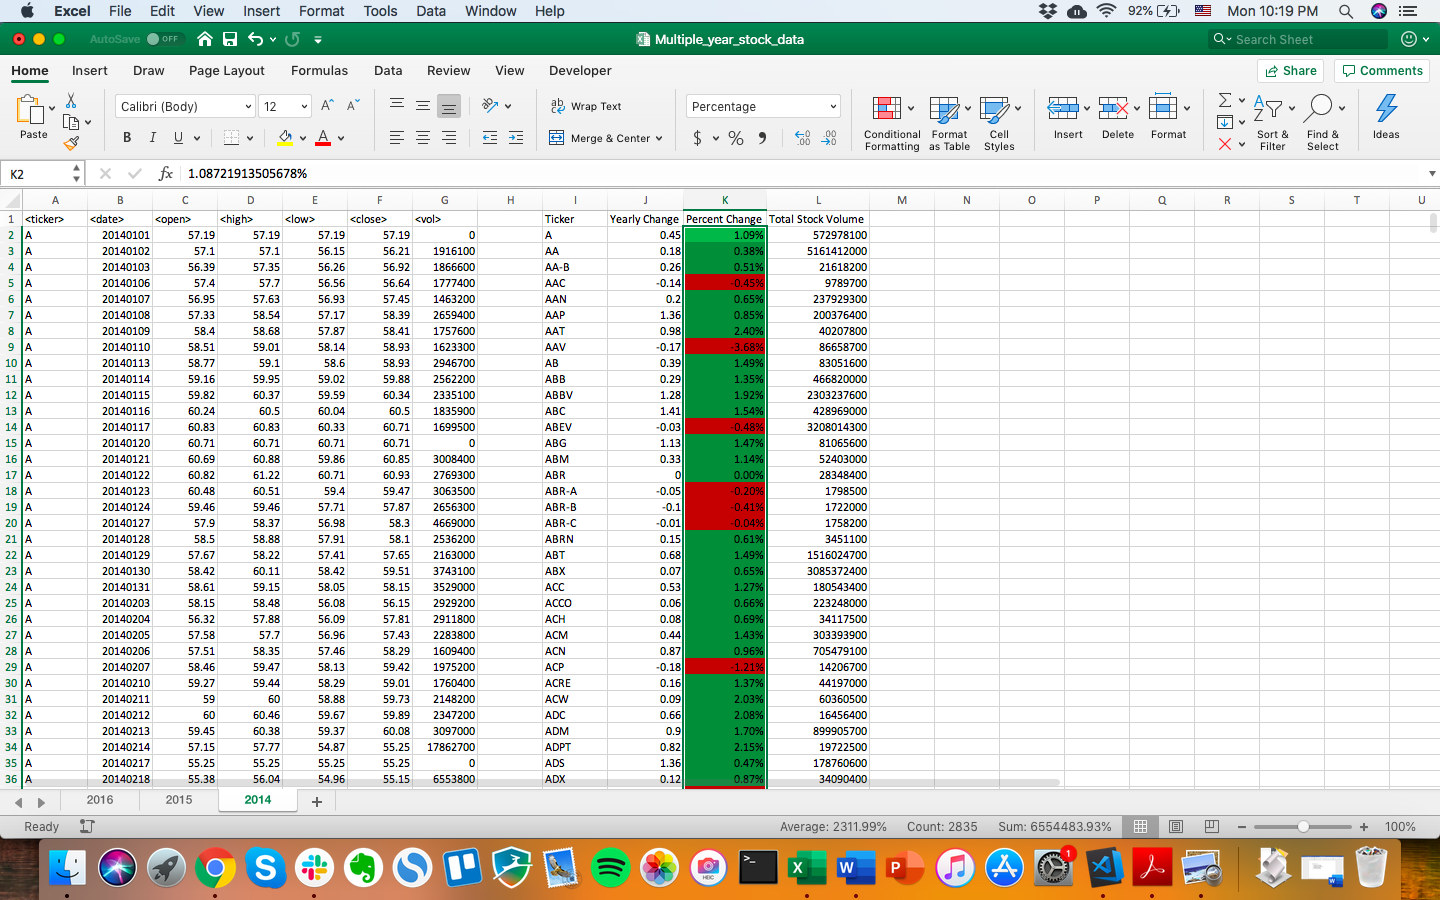 Excel File Edit View Insert Format Tools Data Window Help 92% Mon 10:19 PM
AutoSave OFF Multiple_year_stock_data Search Sheet
Home Insert Draw Page Layout Formulas Data Review View Developer Share Comments
Paste Calibri (Body) 12 Wrap Text Percentage
B I U A Merge & Center $ % Conditional Formatting Format as Table Cell Styles Insert Delete Format Sort & Filter Find & Select Ideas
K2 fx 1.08721913505678%
A B C D E F G H I J K L M N O P Q R S T U
1 <ticker> <date> <open> <high> <low> <close> <vol> Ticker Yearly Change Percent Change Total Stock Volume
2 A 20140101 57.19 57.19 57.19 57.19 0 A 0.45 1.09% 572978100
3 A 20140102 57.1 57.1 56.15 56.21 1916100 AA 0.18 0.38% 5161412000
4 A 20140103 56.39 57.35 56.26 56.92 1866600 AA-B 0.26 0.51% 21618200
5 A 20140106 57.4 57.7 56.56 56.64 1777400 AAC -0.14 -0.45% 9789700
6 A 20140107 56.95 57.63 56.93 57.45 1463200 AAN 0.2 0.65% 237929300
7 A 20140108 57.33 58.54 57.17 58.39 2659400 AAP 1.36 0.85% 200376400
8 A 20140109 58.4 58.68 57.87 58.41 1757600 AAT 0.98 2.40% 40207800
9 A 20140110 58.51 59.01 58.14 58.93 1623300 AAV -0.17 -3.68% 86658700
10 A 20140113 58.77 59.1 58.6 58.93 2946700 AB 0.39 1.49% 83051600
11 A 20140114 59.16 59.95 59.02 59.88 2562200 ABB 0.29 1.35% 466820000
12 A 20140115 59.82 60.37 59.59 60.34 2335100 ABBV 1.28 1.92% 2303237600
13 A 20140116 60.24 60.5 60.04 60.5 1835900 ABC 1.41 1.54% 428969000
14 A 20140117 60.83 60.83 60.33 60.71 1699500 ABEV -0.03 -0.48% 3208014300
15 A 20140120 60.71 60.71 60.71 60.71 0 ABG 1.13 1.47% 81065600
16 A 20140121 60.69 60.88 59.86 60.85 3008400 ABM 0.33 1.14% 52403000
17 A 20140122 60.82 61.22 60.71 60.93 2769300 ABR 0 0.00% 28348400
18 A 20140123 60.48 60.51 59.4 59.47 3063500 ABR-A -0.05 -0.20% 1798500
19 A 20140124 59.46 59.46 57.71 57.87 2656300 ABR-B -0.1 -0.41% 1722000
20 A 20140127 57.9 58.37 56.98 58.3 4669000 ABR-C -0.01 -0.04% 1758200
21 A 20140128 58.5 58.88 57.91 58.1 2536200 ABRN 0.15 0.61% 3451100
22 A 20140129 57.67 58.22 57.41 57.65 2163000 ABT 0.68 1.49% 1516024700
23 A 20140130 58.42 60.11 58.42 59.51 3743100 ABX 0.07 0.65% 3085372400
24 A 20140131 58.61 59.15 58.05 58.15 3529000 ACC 0.53 1.27% 180543400
25 A 20140203 58.15 58.48 56.08 56.15 2929200 ACCO 0.06 0.66% 223248000
26 A 20140204 56.32 57.88 56.09 57.81 2911800 ACH 0.08 0.69% 34117500
27 A 20140205 57.58 57.7 56.96 57.43 2283800 ACM 0.44 1.43% 303393900
28 A 20140206 57.51 58.35 57.46 58.29 1609400 ACN 0.87 0.96% 705479100
29 A 20140207 58.46 59.47 58.13 59.42 1975200 ACP -0.18 -1.21% 14206700
30 A 20140210 59.27 59.44 58.29 59.01 1760400 ACRE 0.16 1.37% 44197000
31 A 20140211 59 60 58.88 59.73 2148200 ACW 0.09 2.03% 60360500
32 A 20140212 60 60.46 59.67 59.89 2347200 ADC 0.66 2.08% 16456400
33 A 20140213 59.45 60.38 59.37 60.08 3097000 ADM 0.9 1.70% 899905700
34 A 20140214 57.15 57.77 54.87 55.25 17862700 ADPT 0.82 2.15% 19722500
35 A 20140217 55.25 55.25 55.25 55.25 0 ADS 1.36 0.47% 178760600
36 A 20140218 55.38 56.04 54.96 55.15 6553800 ADX 0.12 0.87% 34090400
2016 2015 2014 +
Ready Average: 2311.99% Count: 2835 Sum: 6554483.93% 100%
HEIC 1